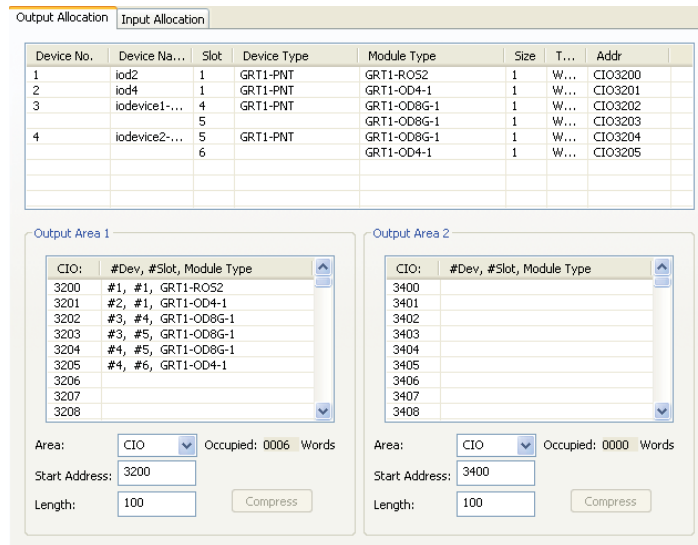 Output Allocation Input Allocation
Device No. Device Na... Slot Device Type Module Type Size T... Addr
1 iod2 1 GRT1-PNT GRT1-ROS2 1 W... CIO3200
2 iod4 1 GRT1-PNT GRT1-OD4-1 1 W... CIO3201
3 iodevice1-... 4 GRT1-PNT GRT1-OD8G-1 1 W... CIO3202
5 GRT1-OD8G-1 1 W... CIO3203
4 iodevice2-... 5 GRT1-PNT GRT1-OD8G-1 1 W... CIO3204
6 GRT1-OD4-1 1 W... CIO3205
Output Area 1
CIO: #Dev, #Slot, Module Type
3200 #1, #1, GRT1-ROS2
3201 #2, #1, GRT1-OD4-1
3202 #3, #4, GRT1-OD8G-1
3203 #3, #5, GRT1-OD8G-1
3204 #4, #5, GRT1-OD8G-1
3205 #4, #6, GRT1-OD4-1
3206
3207
3208
Area: CIO Occupied: 0006 Words
Start Address: 3200
Length: 100 Compress
Output Area 2
CIO: #Dev, #Slot, Module Type
3400
3401
3402
3403
3404
3405
3406
3407
3408
Area: CIO Occupied: 0000 Words
Start Address: 3400
Length: 100 Compress